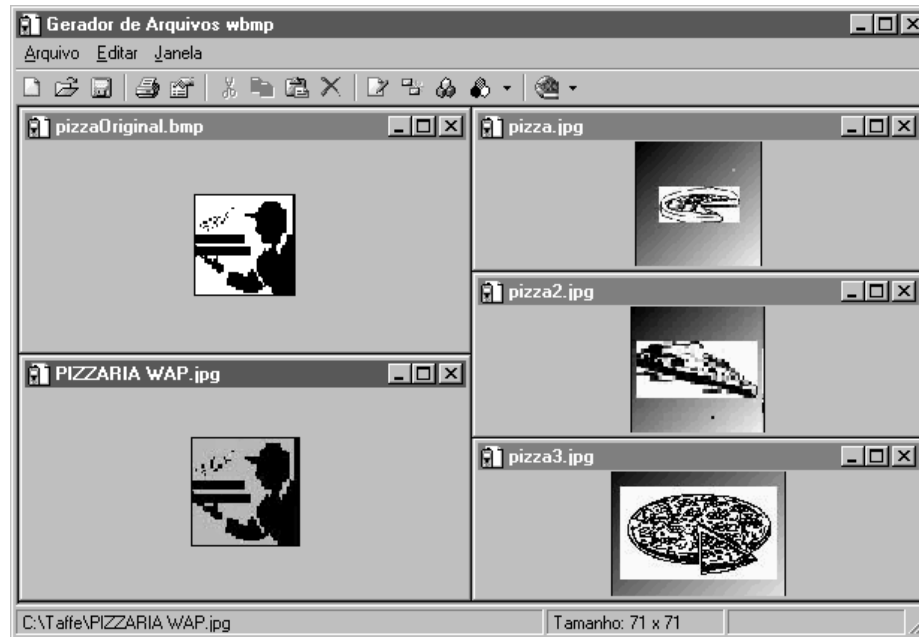 Gerador de Arquivos wbmp
Arquivo Editar Janela
pizzaOriginal.bmp
pizza.jpg
pizza2.jpg
PIZZARIA WAP.jpg
pizza3.jpg
C:\Taffe\PIZZARIA WAP.jpg
Tamanho: 71 x 71